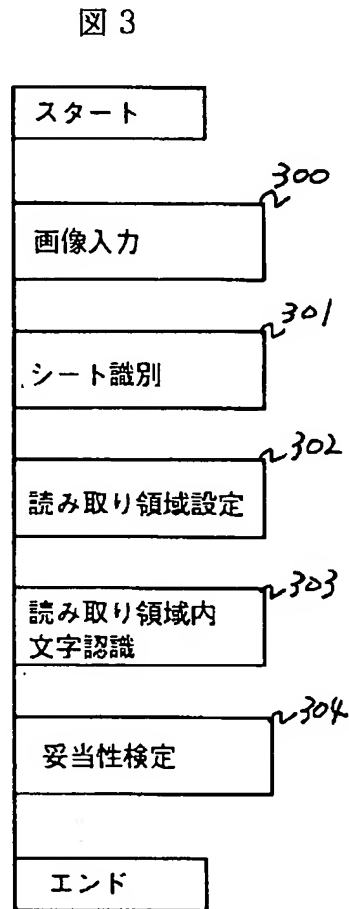 図3
スタート
300
画像入力
301
シート識別
302
読み取り領域設定
303
読み取り領域内
文字認識
304
妥当性検定
エンド